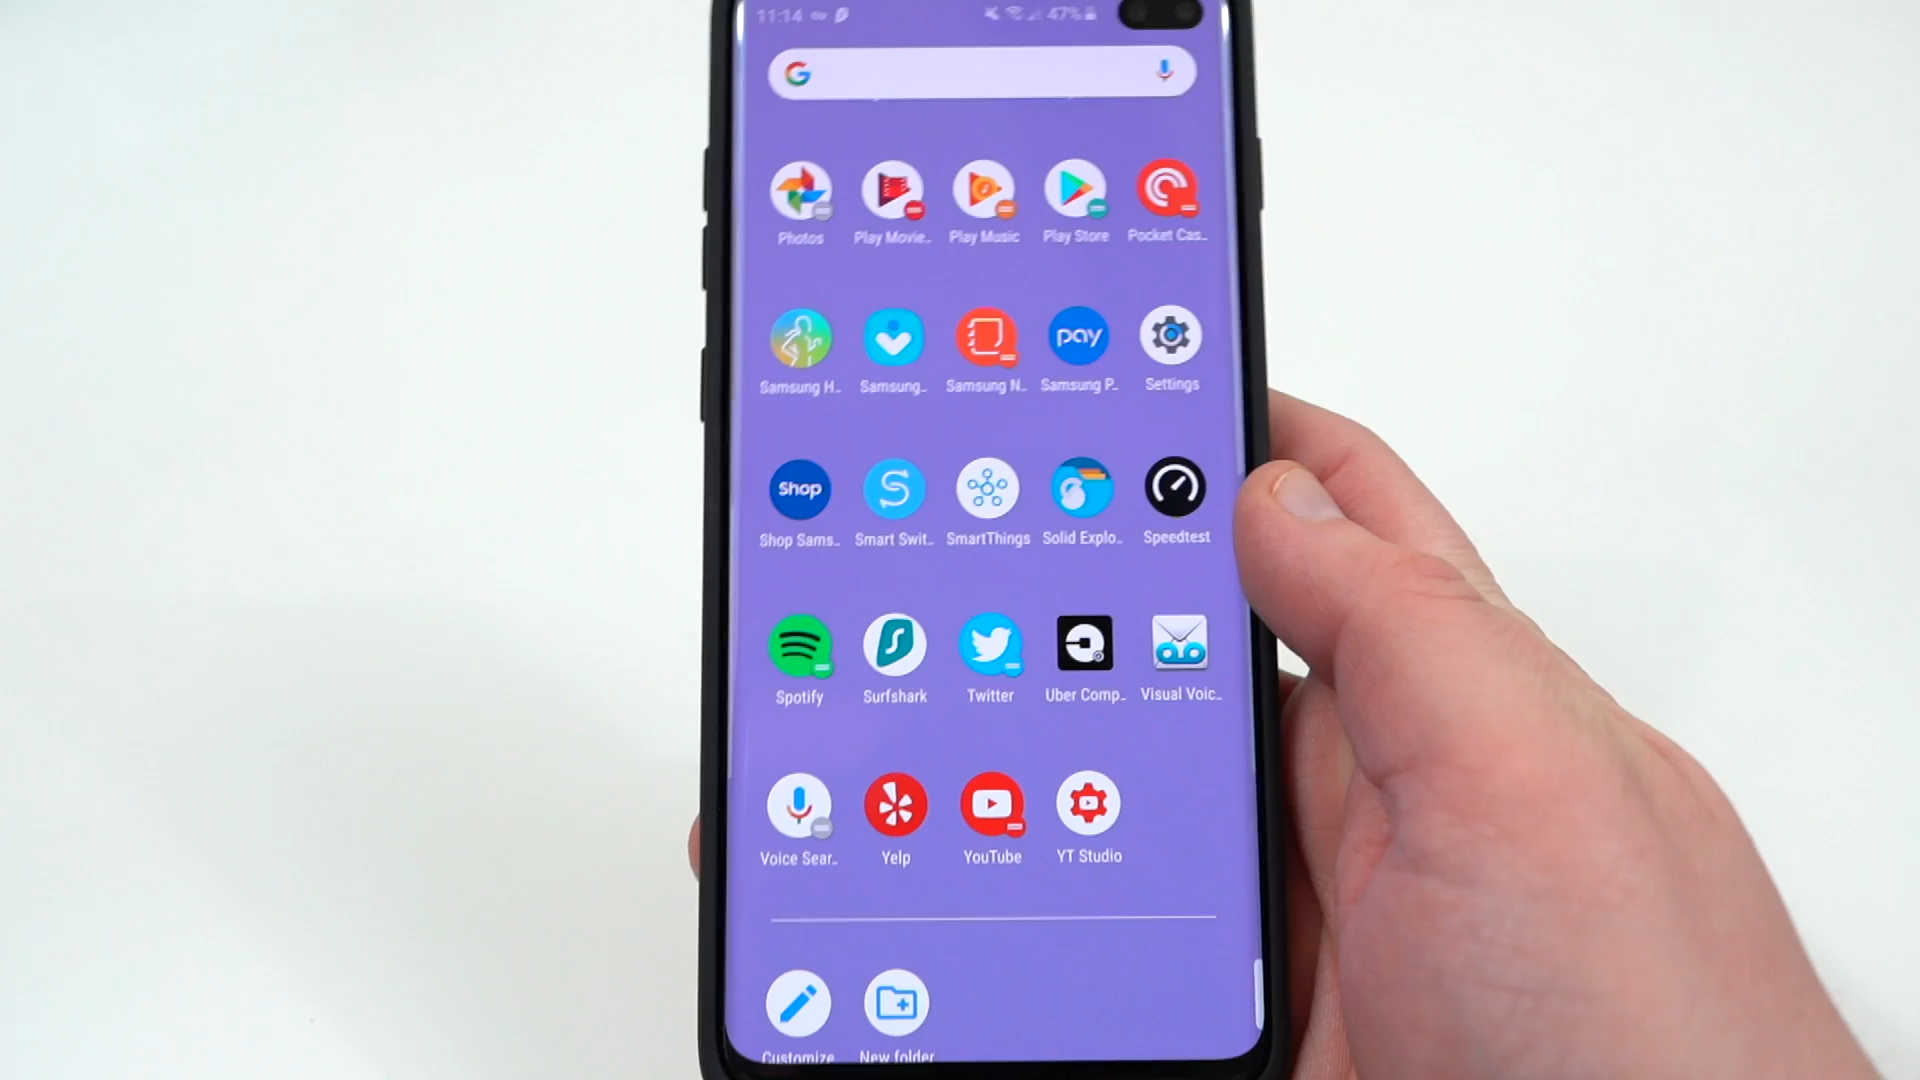 11:14 47%
Photos Play Movie.. Play Music Play Store Pocket Cas..
pay
Samsung H.. Samsung.. Samsung N.. Samsung P.. Settings
Shop
Shop Sams.. Smart Swit.. SmartThings Solid Explo.. Speedtest
Spotify Surfshark Twitter Uber Comp.. Visual Voic..
Voice Sear.. Yelp YouTube YT Studio
Customize New folder